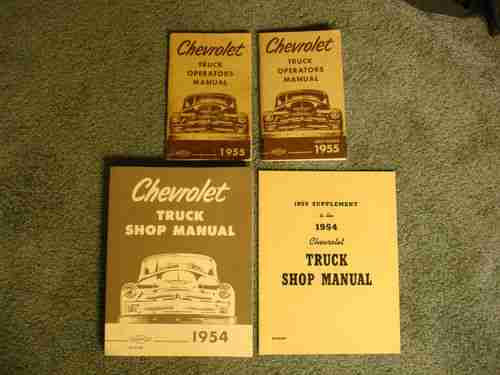 Chevrolet
TRUCK
OPERATORS
MANUAL
1955
Chevrolet
TRUCK
OPERATORS
MANUAL
1955
Chevrolet
TRUCK
SHOP MANUAL
1954
1955 SUPPLEMENT
to the
1954
Chevrolet
TRUCK
SHOP MANUAL